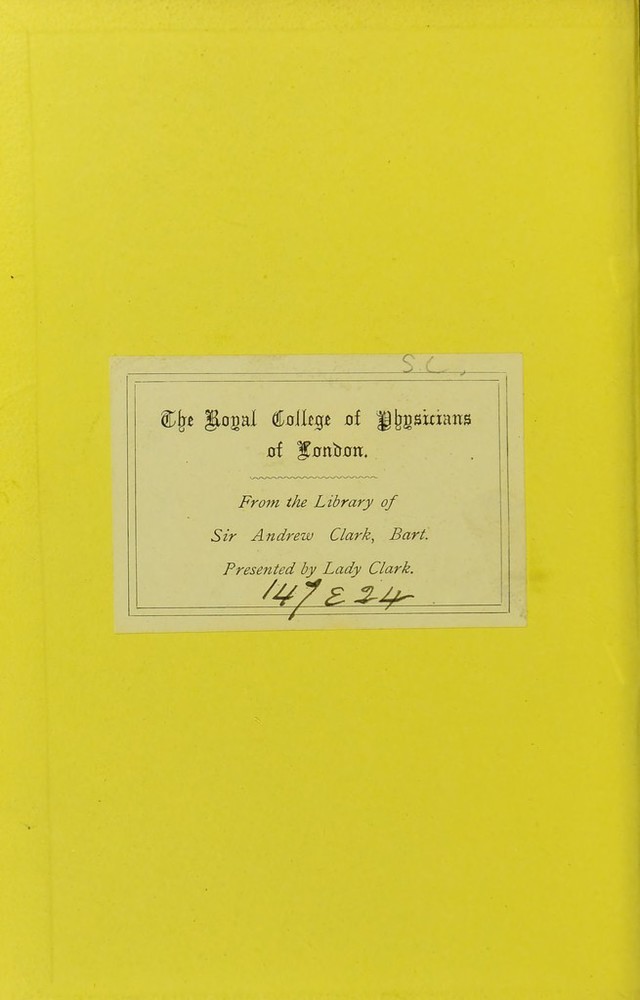 S.C.
The Royal College of Physicians
of London.
From the Library of
Sir Andrew Clark, Bart.
Presented by Lady Clark.
147 E 24